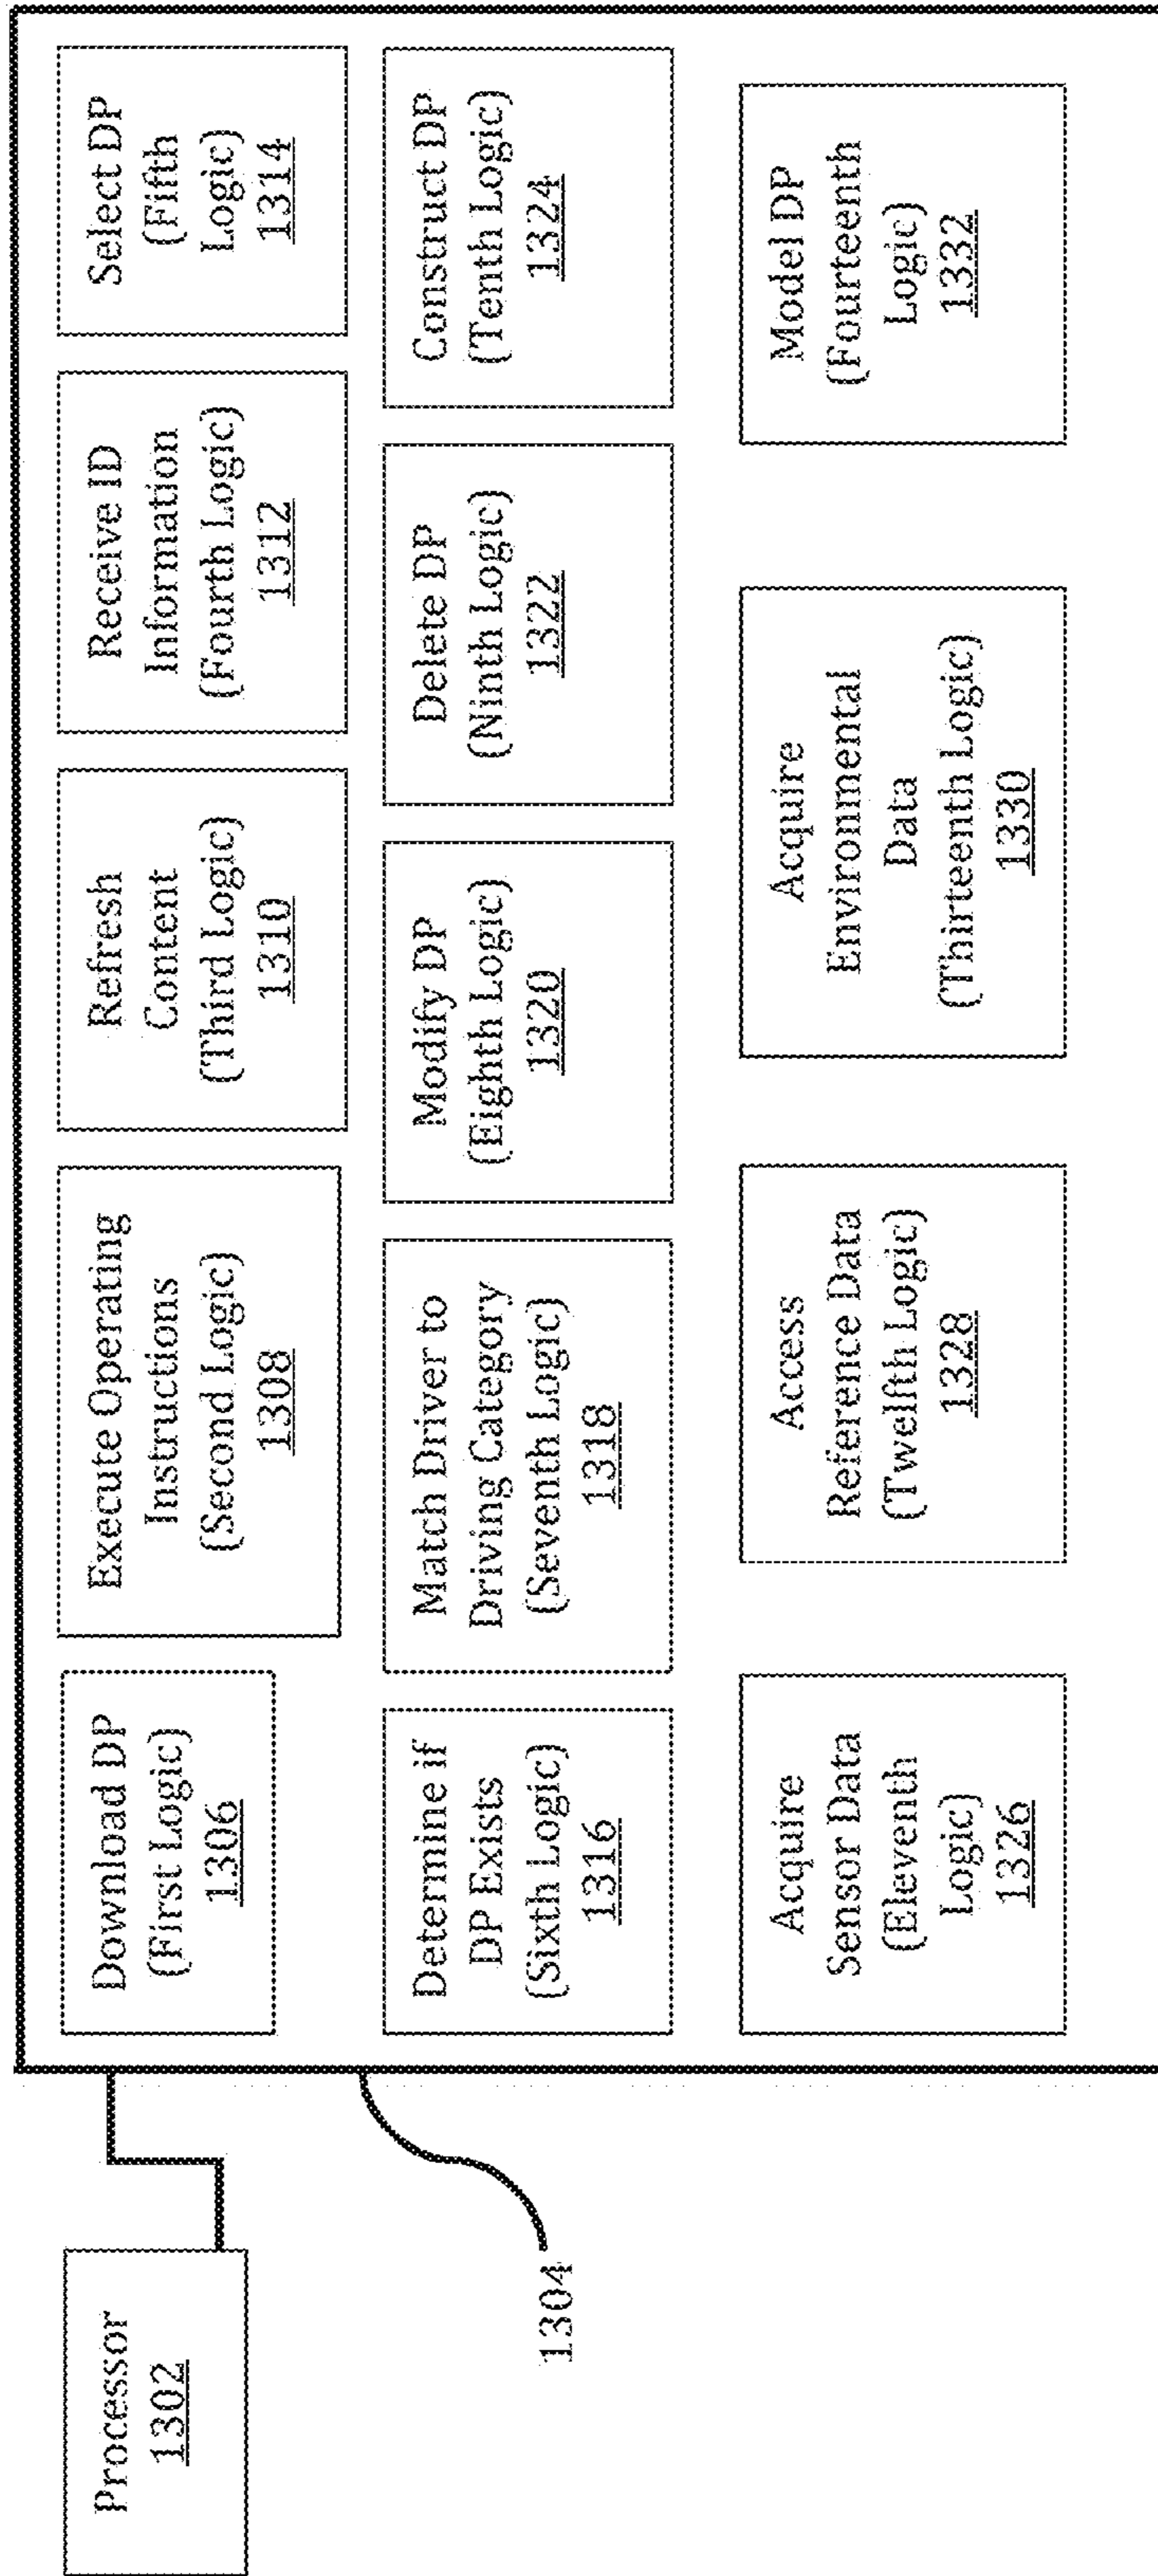 Processor
1302
1304
Download DP
(First Logic)
1306
Execute Operating
Instructions
(Second Logic)
1308
Refresh
Content
(Third Logic)
1310
Receive ID
Information
(Fourth Logic)
1312
Select DP
(Fifth
Logic)
1314
Determine if
DP Exists
(Sixth Logic)
1316
Match Driver to
Driving Category
(Seventh Logic)
1318
Modify DP
(Eighth Logic)
1320
Delete DP
(Ninth Logic)
1322
Construct DP
(Tenth Logic)
1324
Acquire
Sensor Data
(Eleventh
Logic)
1326
Access
Reference Data
(Twelfth Logic)
1328
Acquire
Environmental
Data
(Thirteenth Logic)
1330
Model DP
(Fourteenth
Logic)
1332